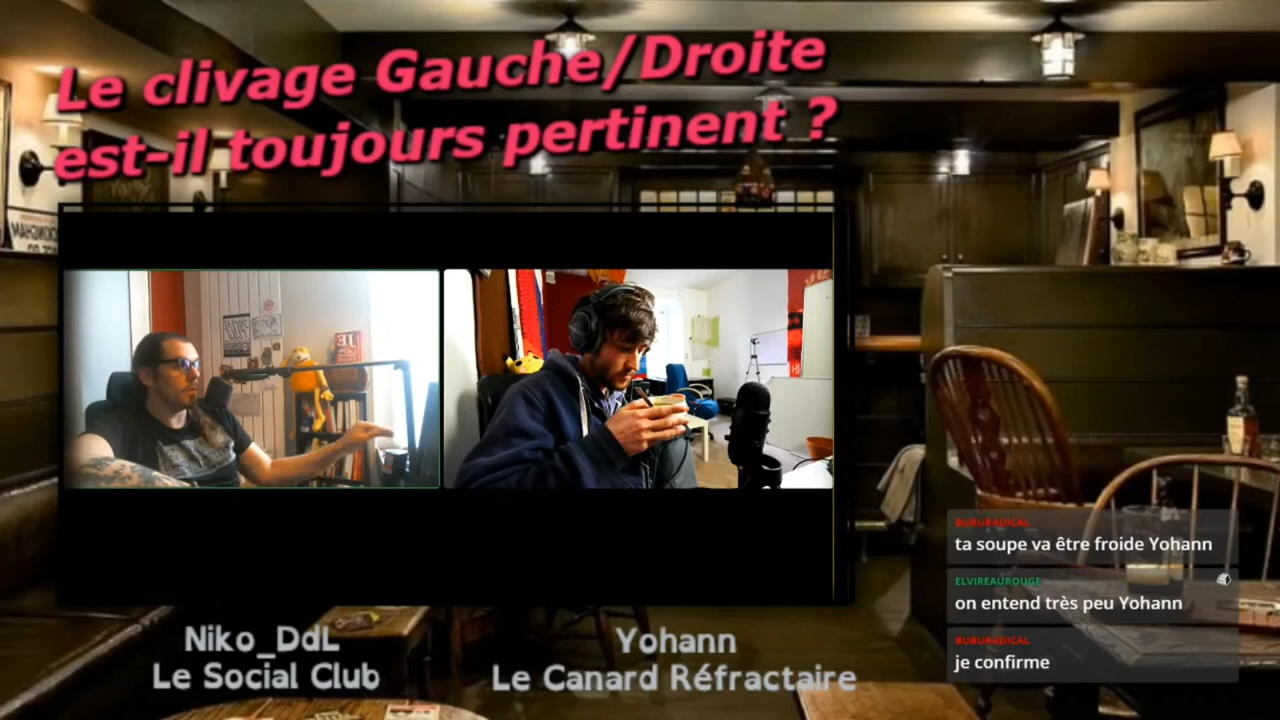 Le clivage Gauche/Droite
est-il toujours pertinent ?
JE
BUBURADICAL
ta soupe va être froide Yohann
ELVIREAUROUGE
on entend très peu Yohann
BUBURADICAL
je confirme
Niko_DdL
Le Social Club
Yohann
Le Canard Réfractaire